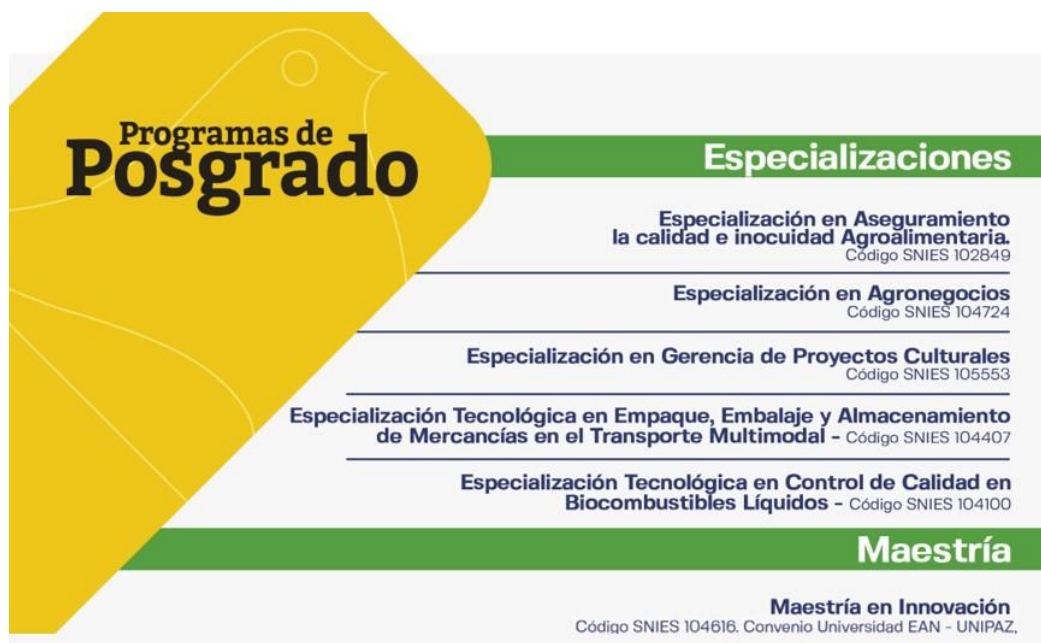 Programas de
Posgrado
Especializaciones
Especialización en Aseguramiento
la calidad e inocuidad Agroalimentaria.
Código SNIES 102849
Especialización en Agronegocios
Código SNIES 104724
Especialización en Gerencia de Proyectos Culturales
Código SNIES 105553
Especialización Tecnológica en Empaque, Embalaje y Almacenamiento
de Mercancías en el Transporte Multimodal - Código SNIES 104407
Especialización Tecnológica en Control de Calidad en
Biocombustibles Líquidos - Código SNIES 104100
Maestría
Maestría en Innovación
Código SNIES 104616. Convenio Universidad EAN - UNIPAZ,